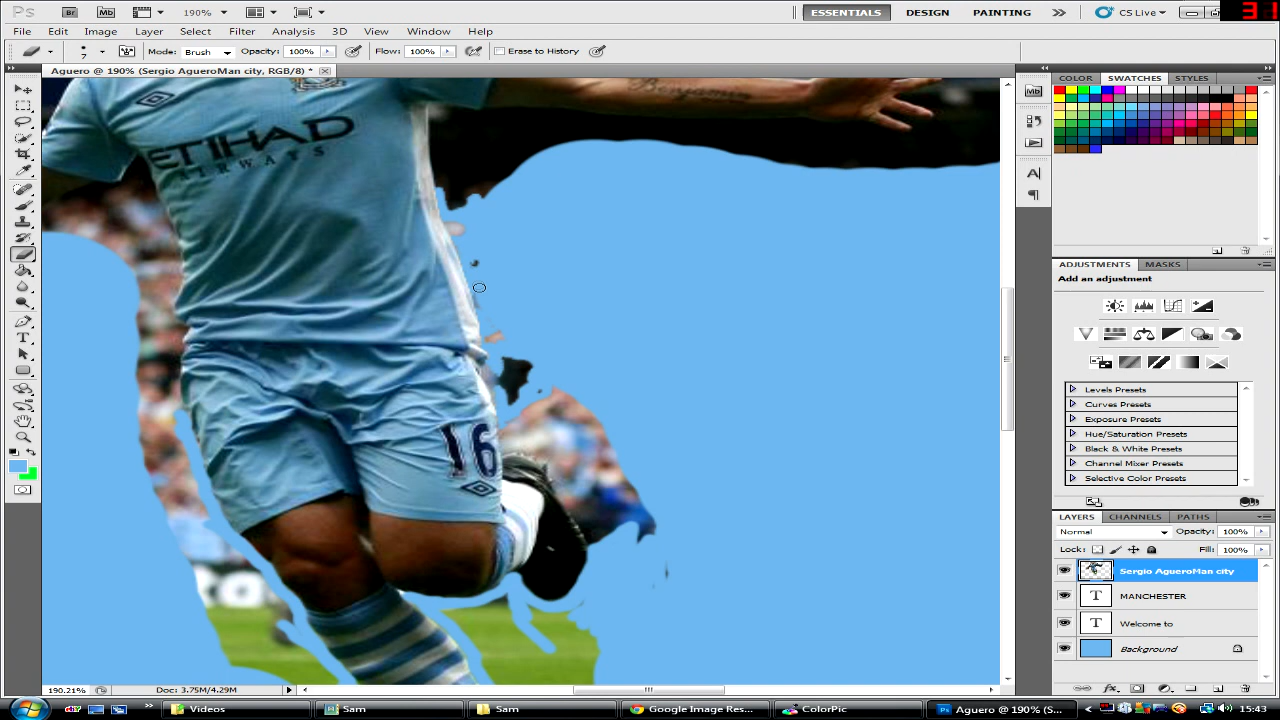 Ps Br Mb 190% ESSENTIALS DESIGN PAINTING CS Live 31
File Edit Image Layer Select Filter Analysis 3D View Window Help
7 Mode: Brush Opacity: 100% Flow: 100% Erase to History
Aguero @ 190% (Sergio AgueroMan city, RGB/8) *
COLOR SWATCHES STYLES
Mb
ETIHAD
AIRWAYS
16
ADJUSTMENTS MASKS
Add an adjustment
Levels Presets
Curves Presets
Exposure Presets
Hue/Saturation Presets
Black & White Presets
Channel Mixer Presets
Selective Color Presets
LAYERS CHANNELS PATHS
Normal Opacity: 100%
Lock: Fill: 100%
Sergio AgueroMan city
T MANCHESTER
T Welcome to
Background
190.21% Doc: 3.75M/4.29M
Videos Sam Sam Google Image Res... ColorPic Aguero @ 190% (S... 15:43